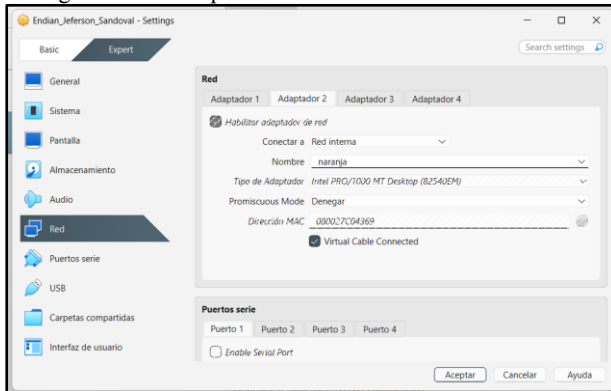 Endian_Jeferson_Sandoval - Settings
Basic Expert
Search settings
General
Sistema
Pantalla
Almacenamiento
Audio
Red
Puertos serie
USB
Carpetas compartidas
Interfaz de usuario
Red
Adaptador 1 Adaptador 2 Adaptador 3 Adaptador 4
Habilitar adaptador de red
Conectar a Red interna
Nombre naranja
Tipo de Adaptador Intel PRO/1000 MT Desktop (82540EM)
Promiscuous Mode Denegar
Dirección MAC 080027C04369
Virtual Cable Connected
Puertos serie
Puerto 1 Puerto 2 Puerto 3 Puerto 4
Enable Serial Port
Aceptar Cancelar Ayuda